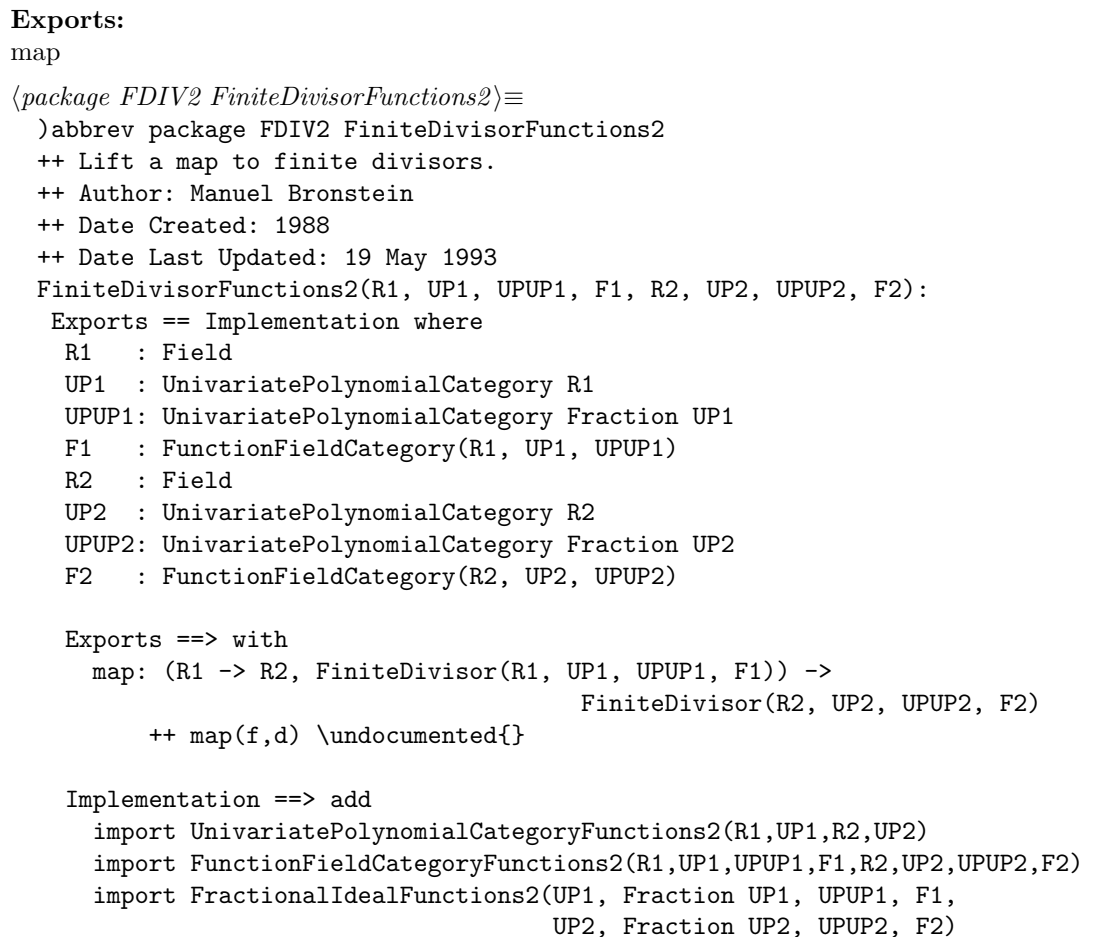 Exports:
map
⟨package FDIV2 FiniteDivisorFunctions2⟩≡
)abbrev package FDIV2 FiniteDivisorFunctions2
++ Lift a map to finite divisors.
++ Author: Manuel Bronstein
++ Date Created: 1988
++ Date Last Updated: 19 May 1993
FiniteDivisorFunctions2(R1, UP1, UPUP1, F1, R2, UP2, UPUP2, F2):
Exports == Implementation where
R1   : Field
UP1  : UnivariatePolynomialCategory R1
UPUP1: UnivariatePolynomialCategory Fraction UP1
F1   : FunctionFieldCategory(R1, UP1, UPUP1)
R2   : Field
UP2  : UnivariatePolynomialCategory R2
UPUP2: UnivariatePolynomialCategory Fraction UP2
F2   : FunctionFieldCategory(R2, UP2, UPUP2)
Exports ==> with
map: (R1 -> R2, FiniteDivisor(R1, UP1, UPUP1, F1)) ->
FiniteDivisor(R2, UP2, UPUP2, F2)
++ map(f,d) \undocumented{}
Implementation ==> add
import UnivariatePolynomialCategoryFunctions2(R1,UP1,R2,UP2)
import FunctionFieldCategoryFunctions2(R1,UP1,UPUP1,F1,R2,UP2,UPUP2,F2)
import FractionalIdealFunctions2(UP1, Fraction UP1, UPUP1, F1,
UP2, Fraction UP2, UPUP2, F2)